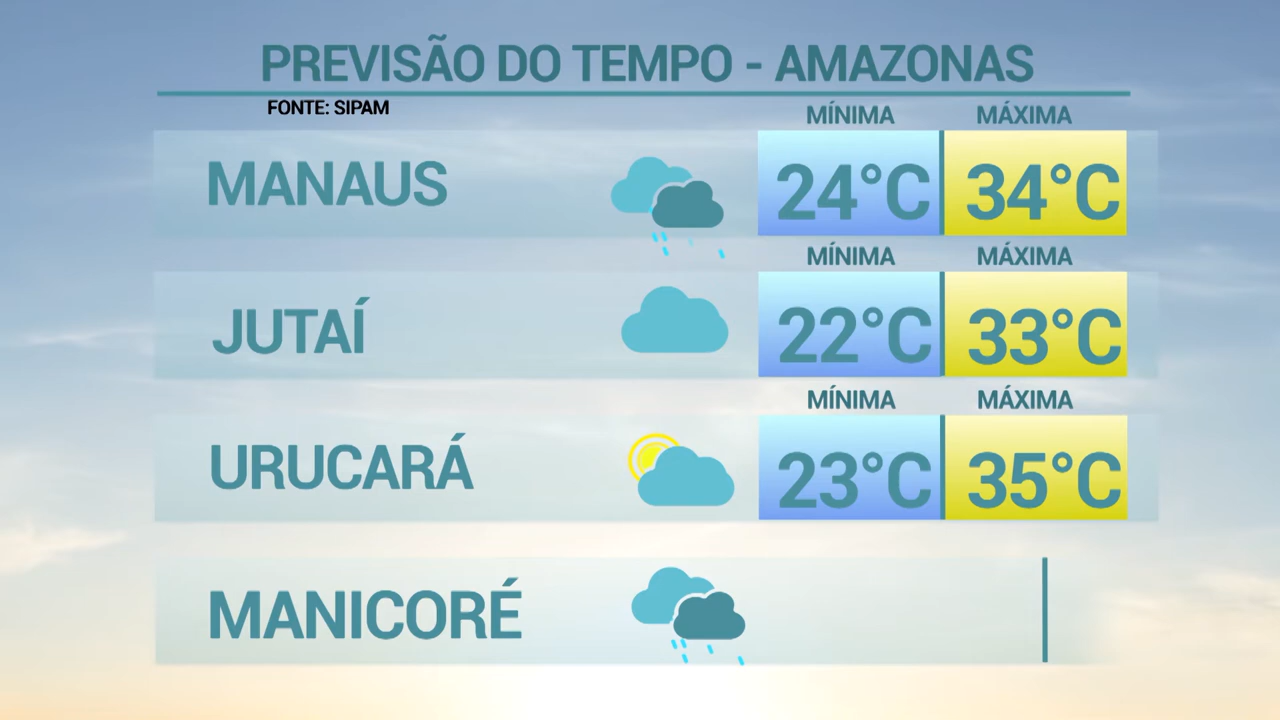 PREVISÃO DO TEMPO - AMAZONAS
FONTE: SIPAM
MÍNIMA MÁXIMA
MANAUS 24°C 34°C
MÍNIMA MÁXIMA
JUTAÍ 22°C 33°C
MÍNIMA MÁXIMA
URUCARÁ 23°C 35°C
MANICORÉ